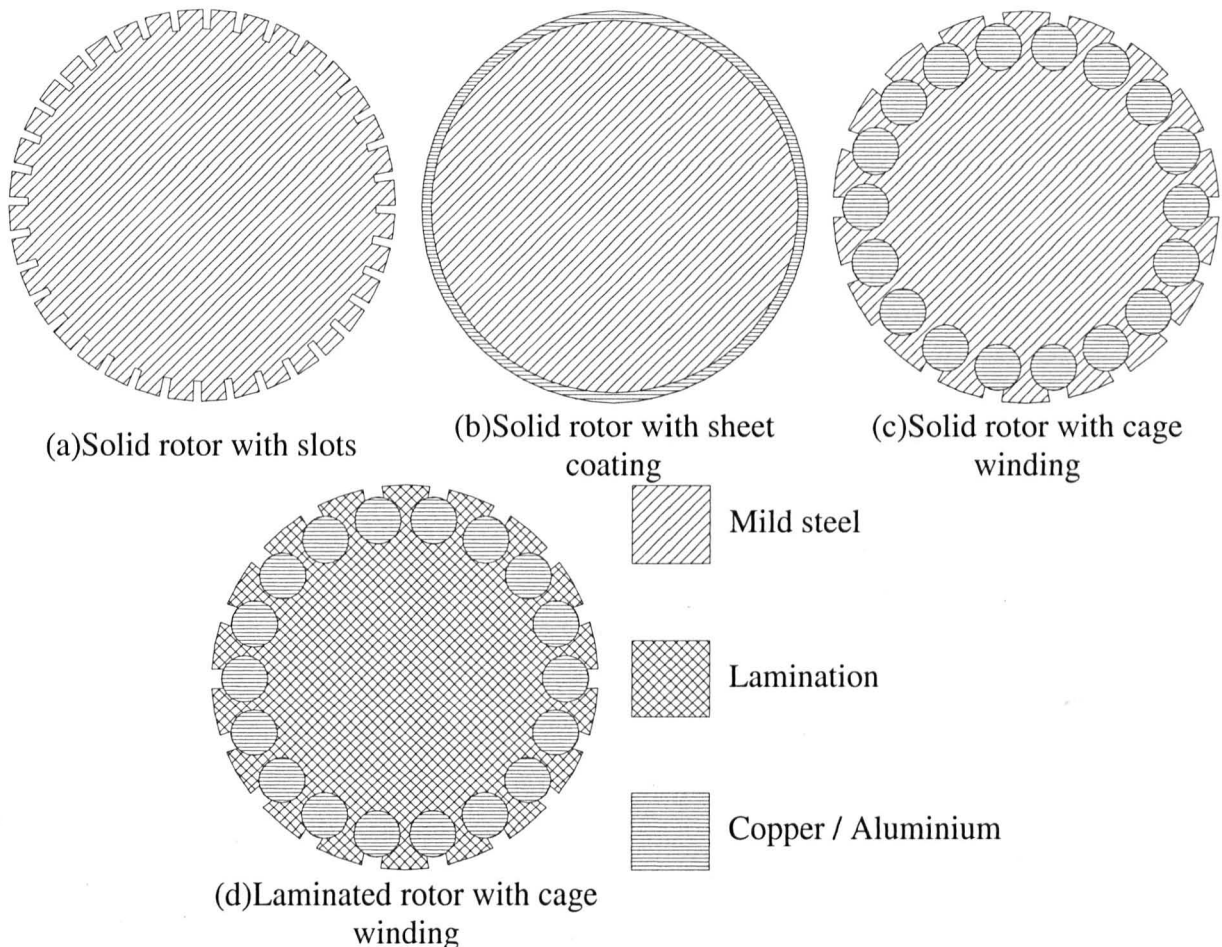 (a)Solid rotor with slots
(b)Solid rotor with sheet
coating
(c)Solid rotor with cage
winding
Mild steel
Lamination
Copper / Aluminium
(d)Laminated rotor with cage
winding